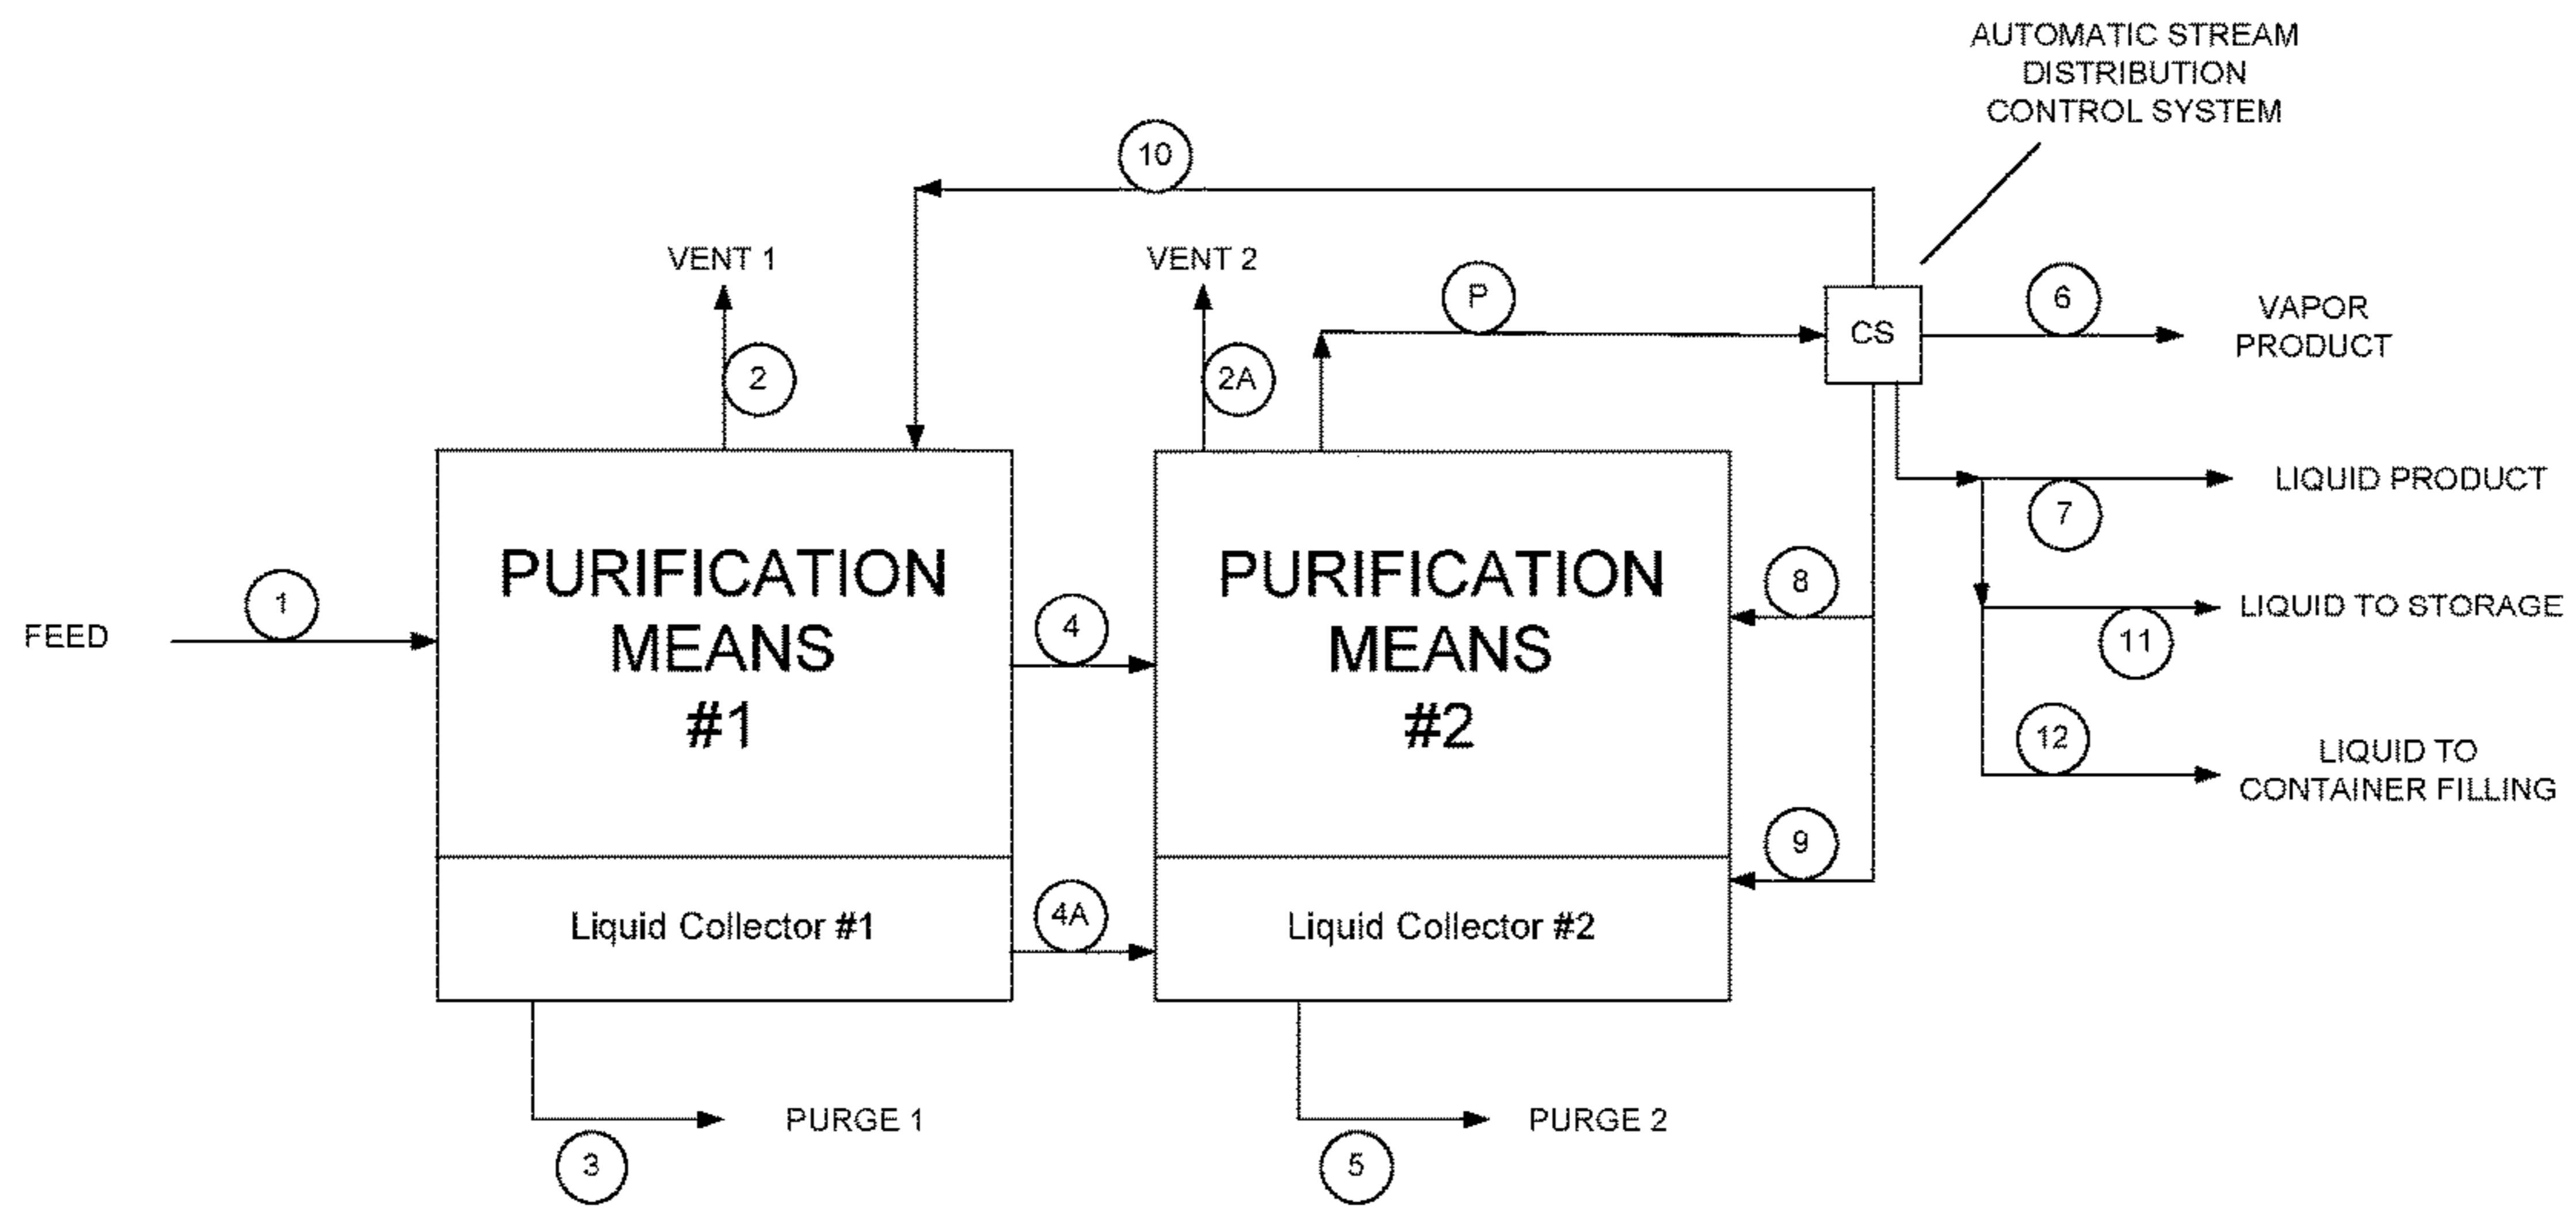 AUTOMATIC STREAM
DISTRIBUTION
CONTROL SYSTEM
10
VENT 1
VENT 2
P
6
VAPOR
PRODUCT
CS
2
2A
LIQUID PRODUCT
7
PURIFICATION
MEANS
#1
PURIFICATION
MEANS
#2
FEED
1
4
8
LIQUID TO STORAGE
11
12
LIQUID TO
CONTAINER FILLING
9
Liquid Collector #1
4A
Liquid Collector #2
PURGE 1
3
PURGE 2
5